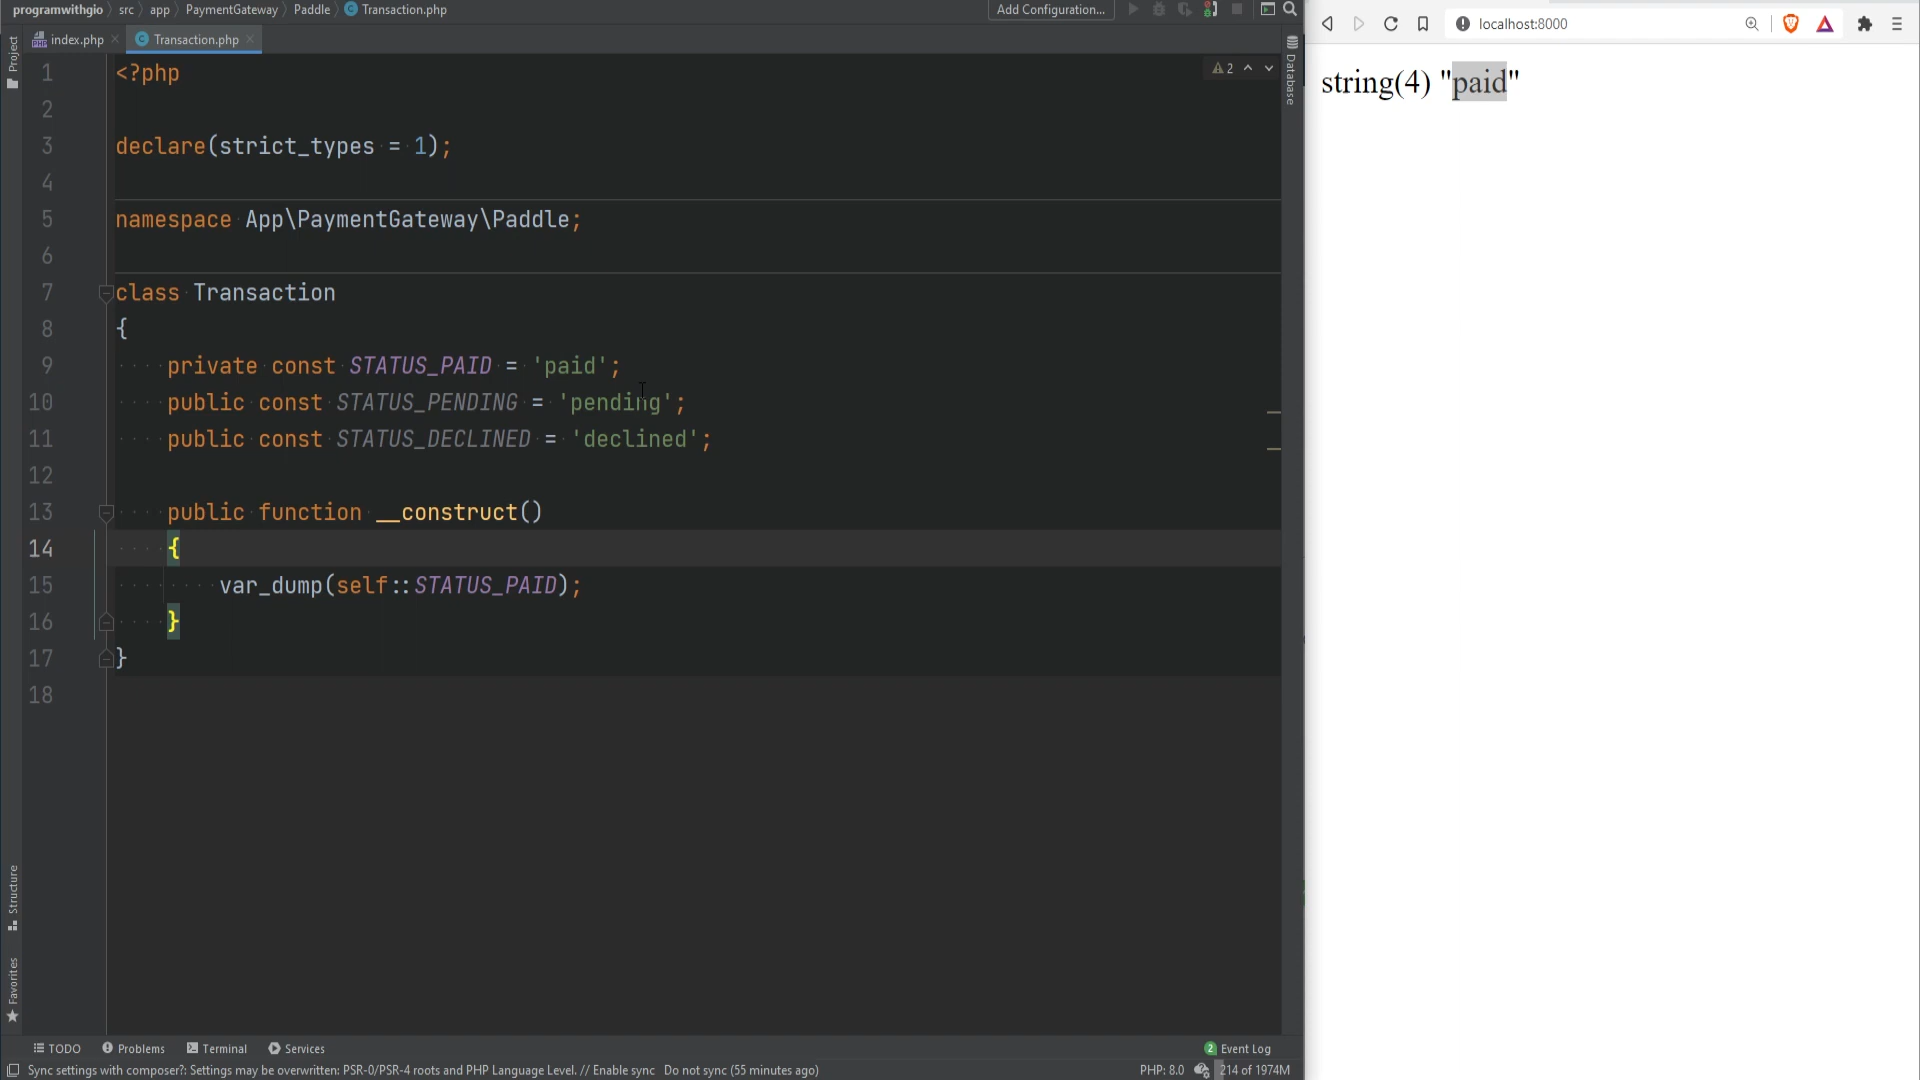 programwithgio src app PaymentGateway Paddle Transaction.php
Add Configuration...
index.php
Transaction.php
Project
1 <?php
2
3 declare(strict_types = 1);
4
5 namespace App\PaymentGateway\Paddle;
6
7 class Transaction
8 {
9 private const STATUS_PAID = 'paid';
10 public const STATUS_PENDING = 'pending';
11 public const STATUS_DECLINED = 'declined';
12
13 public function __construct()
14 {
15 var_dump(self::STATUS_PAID);
16 }
17 }
18
2
Database
Structure
Favorites
TODO Problems Terminal Services
2 Event Log
Sync settings with composer?: Settings may be overwritten: PSR-0/PSR-4 roots and PHP Language Level. // Enable sync Do not sync (55 minutes ago)
PHP: 8.0 214 of 1974M
localhost:8000
string(4) "paid"